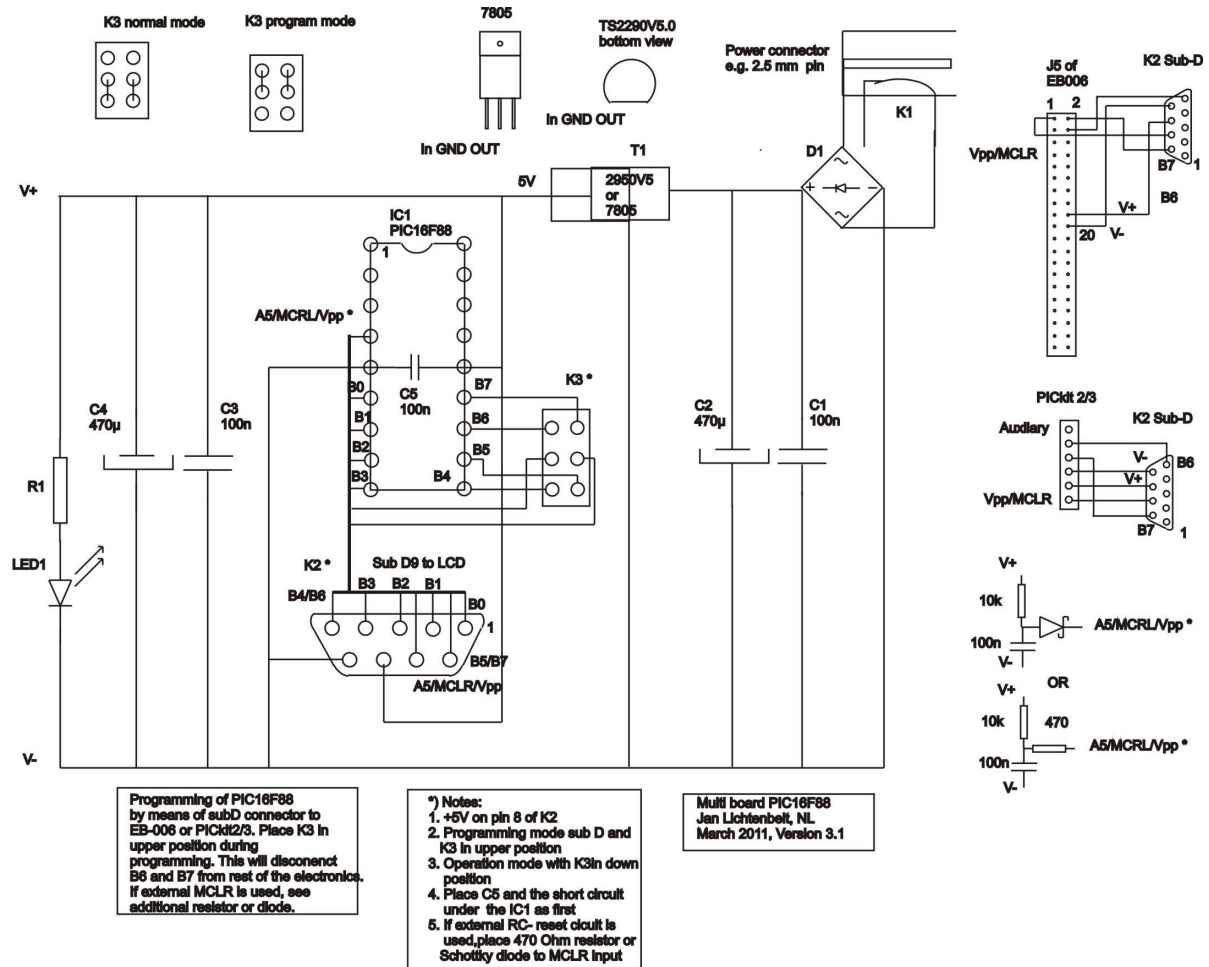 K3 normal mode
K3 program mode
7805
In GND OUT
TS2290V5.0
bottom view
In GND OUT
Power connector
e.g. 2.5 mm pin
K1
J5 of
EB006
K2 Sub-D
1 2
Vpp/MCLR
B7
1
B6
V+
20
V-
V+
5V
T1
2950V5
or
7805
D1
+
-
IC1
PIC16F88
1
A5/MCRL/Vpp *
B0
B1
B2
B3
C5
100n
B7
B6
B5
B4
K3 *
C4
470µ
C3
100n
C2
470µ
C1
100n
R1
LED1
K2 *
Sub D9 to LCD
B4/B6
B3
B2
B1
B0
1
B5/B7
A5/MCLR/Vpp
V-
PICkit 2/3
Auxiliary
K2 Sub-D
V-
B6
V+
Vpp/MCLR
B7
1
V+
10k
A5/MCRL/Vpp *
100n
V-
OR
V+
10k
470
A5/MCRL/Vpp *
100n
V-
Programming of PIC16F88
by means of subD connector to
EB-006 or PICkit2/3. Place K3 in
upper position during
programming. This will disconenct
B6 and B7 from rest of the electronics.
If external MCLR is used, see
additional resistor or diode.
*) Notes:
1. +5V on pin 8 of K2
2. Programming mode sub D and
K3 in upper position
3. Operation mode with K3in down
position
4. Place C5 and the short circuit
under the IC1 as first
5. If external RC- reset cicuit is
used,place 470 Ohm resistor or
Schottky diode to MCLR input
Multi board PIC16F88
Jan Lichtenbelt, NL
March 2011, Version 3.1